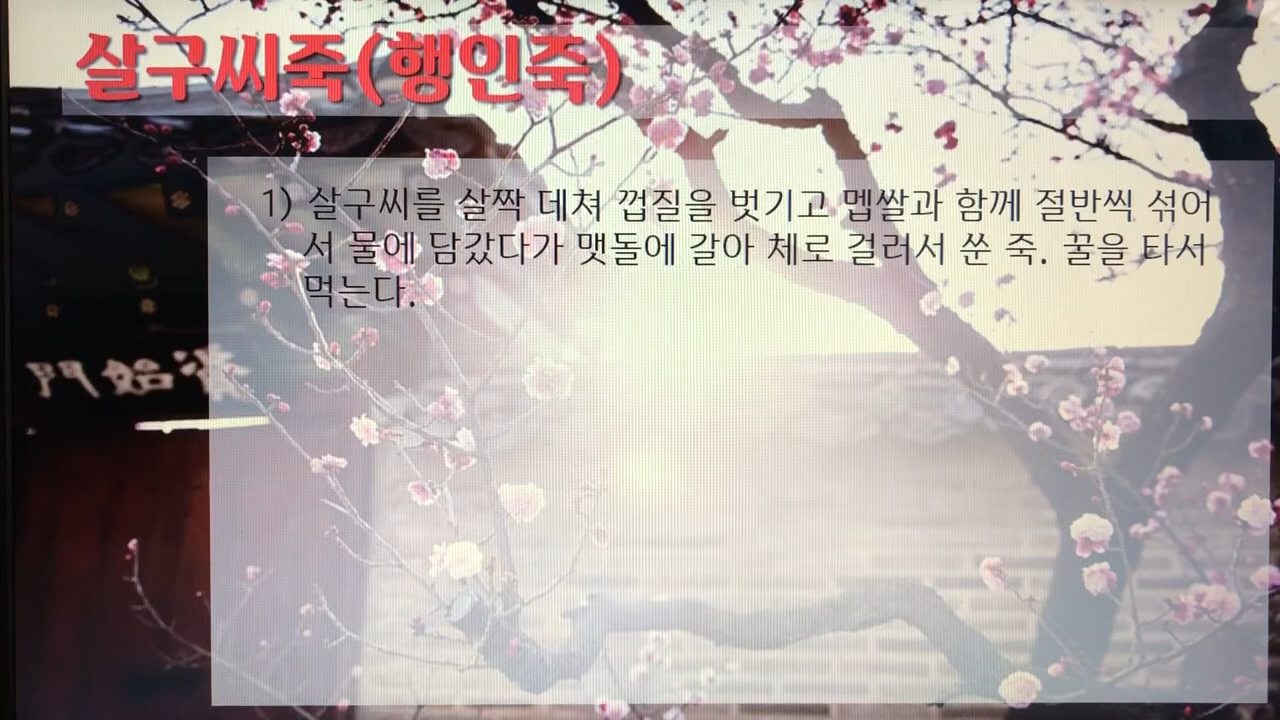 살구씨죽(행인죽)
1) 살구씨를 살짝 데쳐 껍질을 벗기고 멥쌀과 함께 절반씩 섞어
서 물에 담갔다가 맷돌에 갈아 체로 걸러서 쑨 죽. 꿀을 타서
먹는다.
門始